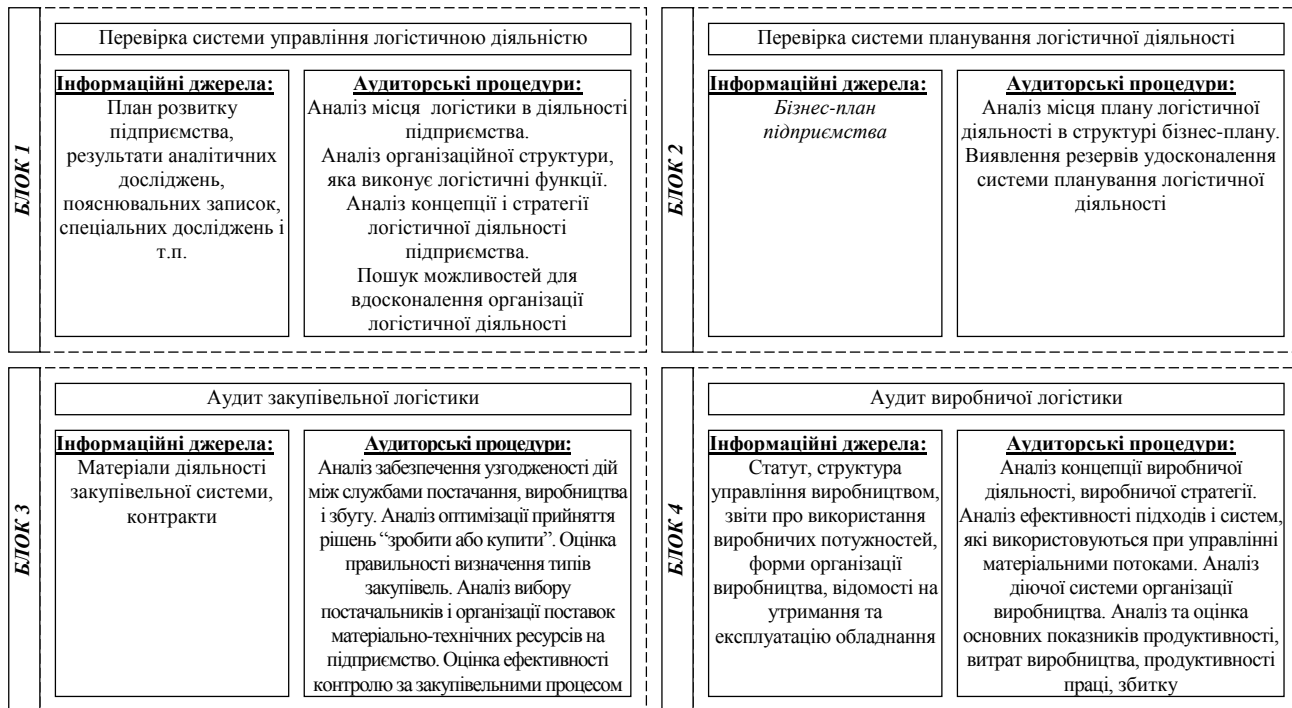 БЛОК 1
Перевірка системи управління логістичною діяльністю
Інформаційні джерела:
План розвитку
підприємства,
результати аналітичних
досліджень,
пояснювальних записок,
спеціальних досліджень і
т.п.
Аудиторські процедури:
Аналіз місця логістики в діяльності
підприємства.
Аналіз організаційної структури,
яка виконує логістичні функції.
Аналіз концепції і стратегії
логістичної діяльності
підприємства.
Пошук можливостей для
вдосконалення організації
логістичної діяльності
БЛОК 2
Перевірка системи планування логістичної діяльності
Інформаційні джерела:
Бізнес-план
підприємства
Аудиторські процедури:
Аналіз місця плану логістичної
діяльності в структурі бізнес-плану.
Виявлення резервів удосконалення
системи планування логістичної
діяльності
БЛОК 3
Аудит закупівельної логістики
Інформаційні джерела:
Матеріали діяльності
закупівельної системи,
контракти
Аудиторські процедури:
Аналіз забезпечення узгодженості дій
між службами постачання, виробництва
і збуту. Аналіз оптимізації прийняття
рішень “зробити або купити”. Оцінка
правильності визначення типів
закупівель. Аналіз вибору
постачальників і організації поставок
матеріально-технічних ресурсів на
підприємство. Оцінка ефективності
контролю за закупівельними процесом
БЛОК 4
Аудит виробничої логістики
Інформаційні джерела:
Статут, структура
управління виробництвом,
звіти про використання
виробничих потужностей,
форми організації
виробництва, відомості на
утримання та
експлуатацію обладнання
Аудиторські процедури:
Аналіз концепції виробничої
діяльності, виробничої стратегії.
Аналіз ефективності підходів і систем,
які використовуються при управлінні
матеріальними потоками. Аналіз
діючої системи організації
виробництва. Аналіз та оцінка
основних показників продуктивності,
витрат виробництва, продуктивності
праці, збитку